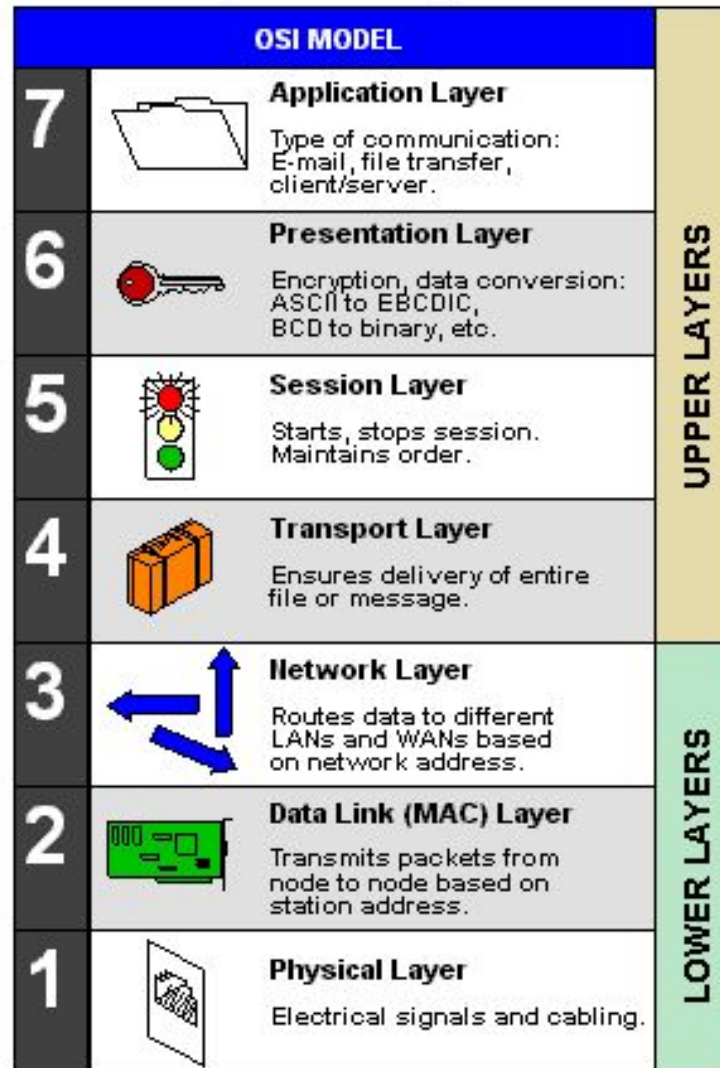 OSI MODEL
7
Application Layer
Type of communication:
E-mail, file transfer,
client/server.
6
Presentation Layer
Encryption, data conversion:
ASCII to EBCDIC,
BCD to binary, etc.
5
Session Layer
Starts, stops session.
Maintains order.
4
Transport Layer
Ensures delivery of entire
file or message.
UPPER LAYERS
3
Network Layer
Routes data to different
LANs and WANs based
on network address.
2
Data Link (MAC) Layer
Transmits packets from
node to node based on
station address.
1
Physical Layer
Electrical signals and cabling.
LOWER LAYERS